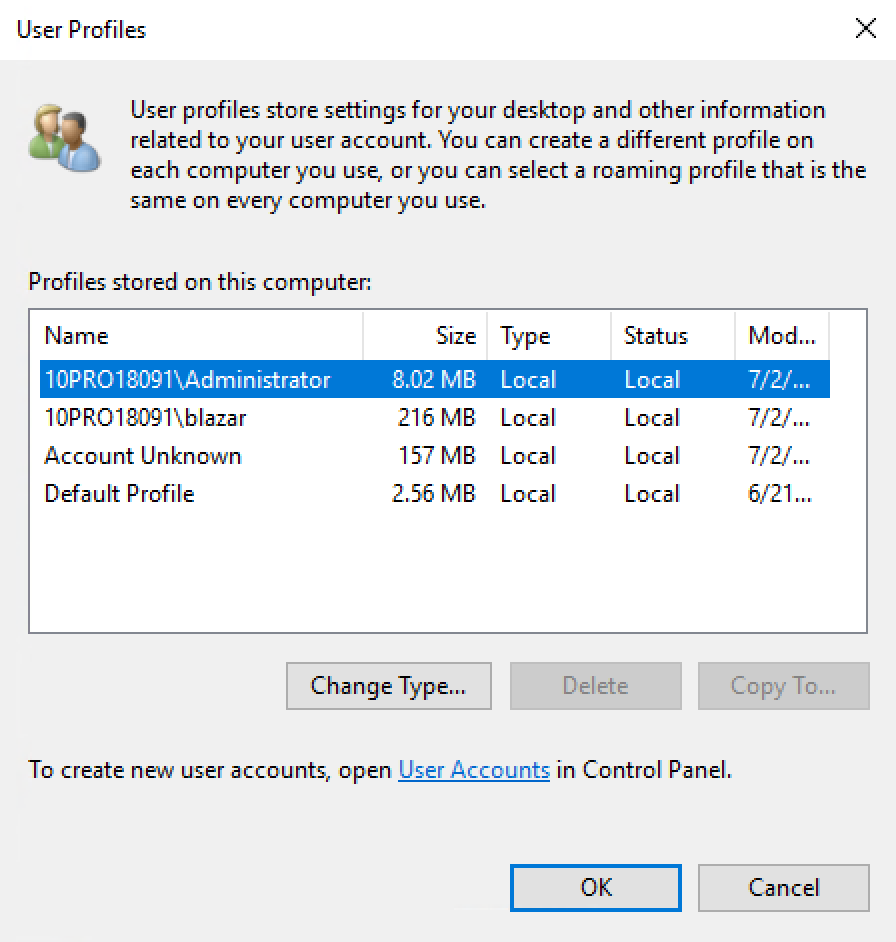 User Profiles
User profiles store settings for your desktop and other information
related to your user account. You can create a different profile on
each computer you use, or you can select a roaming profile that is the
same on every computer you use.
Profiles stored on this computer:
Name Size Type Status Mod...
10PRO18091\Administrator 8.02 MB Local Local 7/2/...
10PRO18091\blazar 216 MB Local Local 7/2/...
Account Unknown 157 MB Local Local 7/2/...
Default Profile 2.56 MB Local Local 6/21...
Change Type... Delete Copy To...
To create new user accounts, open User Accounts in Control Panel.
OK Cancel